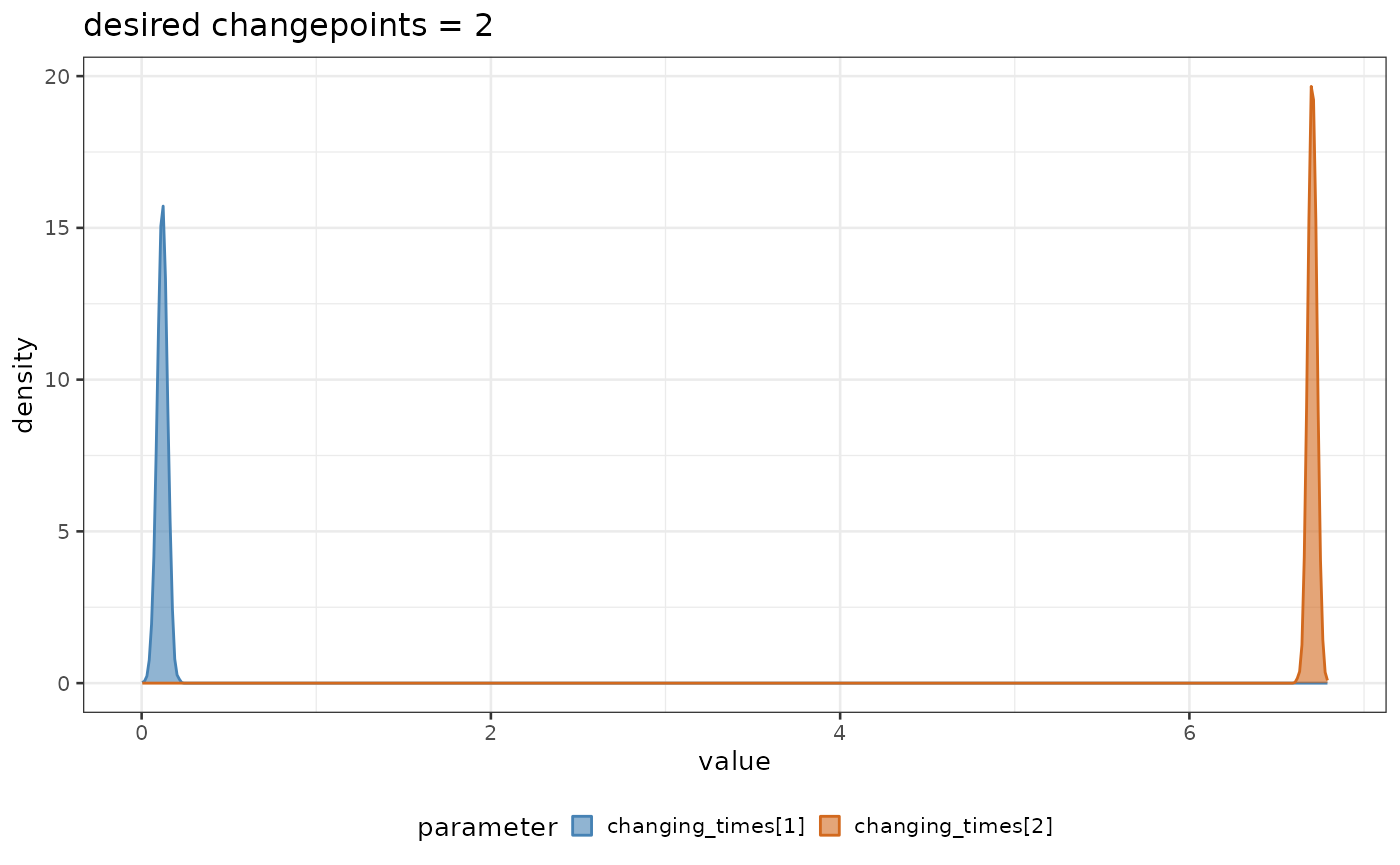 desired changepoints = 2
20
15
10
5
0
density
0 2 4 6
value
parameter changing_times[1] changing_times[2]